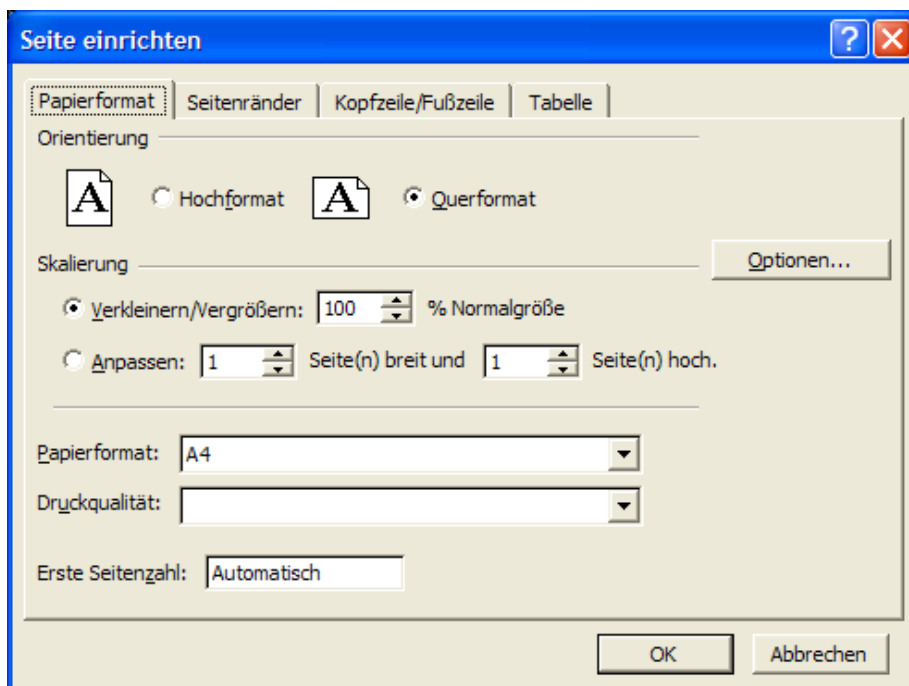 Seite einrichten
Papierformat Seitenränder Kopfzeile/Fußzeile Tabelle
Orientierung
A Hochformat A Querformat
Skalierung Optionen...
Verkleinern/Vergrößern: 100 % Normalgröße
Anpassen: 1 Seite(n) breit und 1 Seite(n) hoch.
Papierformat: A4
Druckqualität:
Erste Seitenzahl: Automatisch
OK Abbrechen